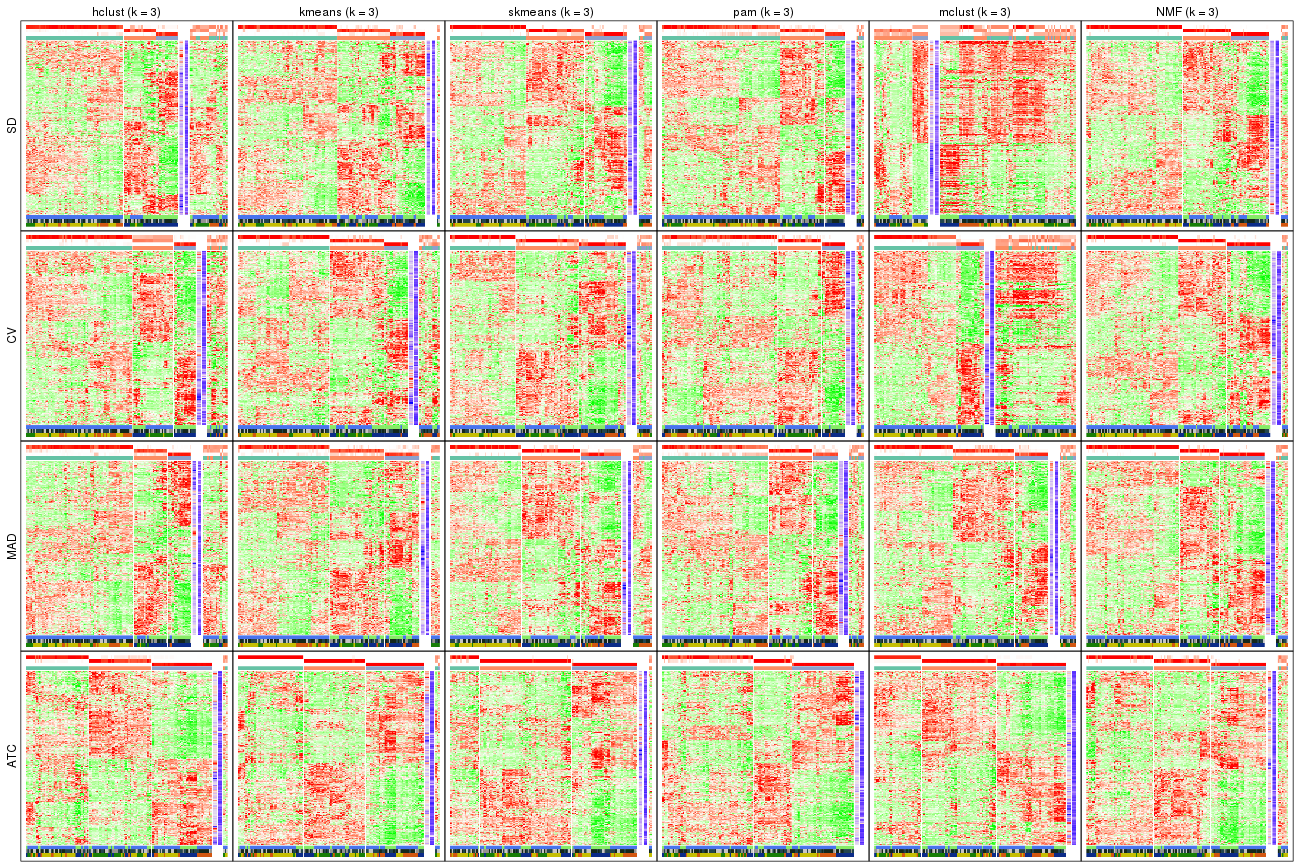 hclust (k = 3) kmeans (k = 3) skmeans (k = 3) pam (k = 3) mclust (k = 3) NMF (k = 3)
SD
CV
MAD
ATC